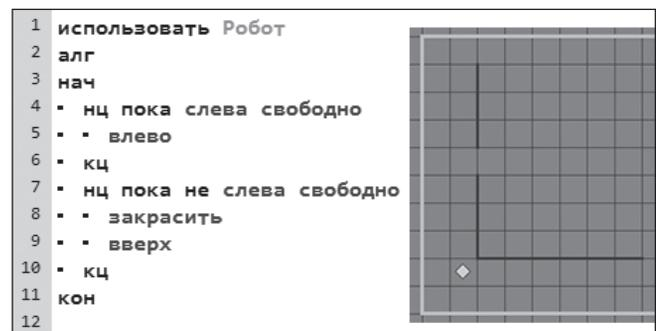 1 использовать Робот
2 алг
3 нач
4 ▪ нц пока слева свободно
5 ▪ ▪ влево
6 ▪ кц
7 ▪ нц пока не слева свободно
8 ▪ ▪ закрасить
9 ▪ ▪ вверх
10 ▪ кц
11 кон
12